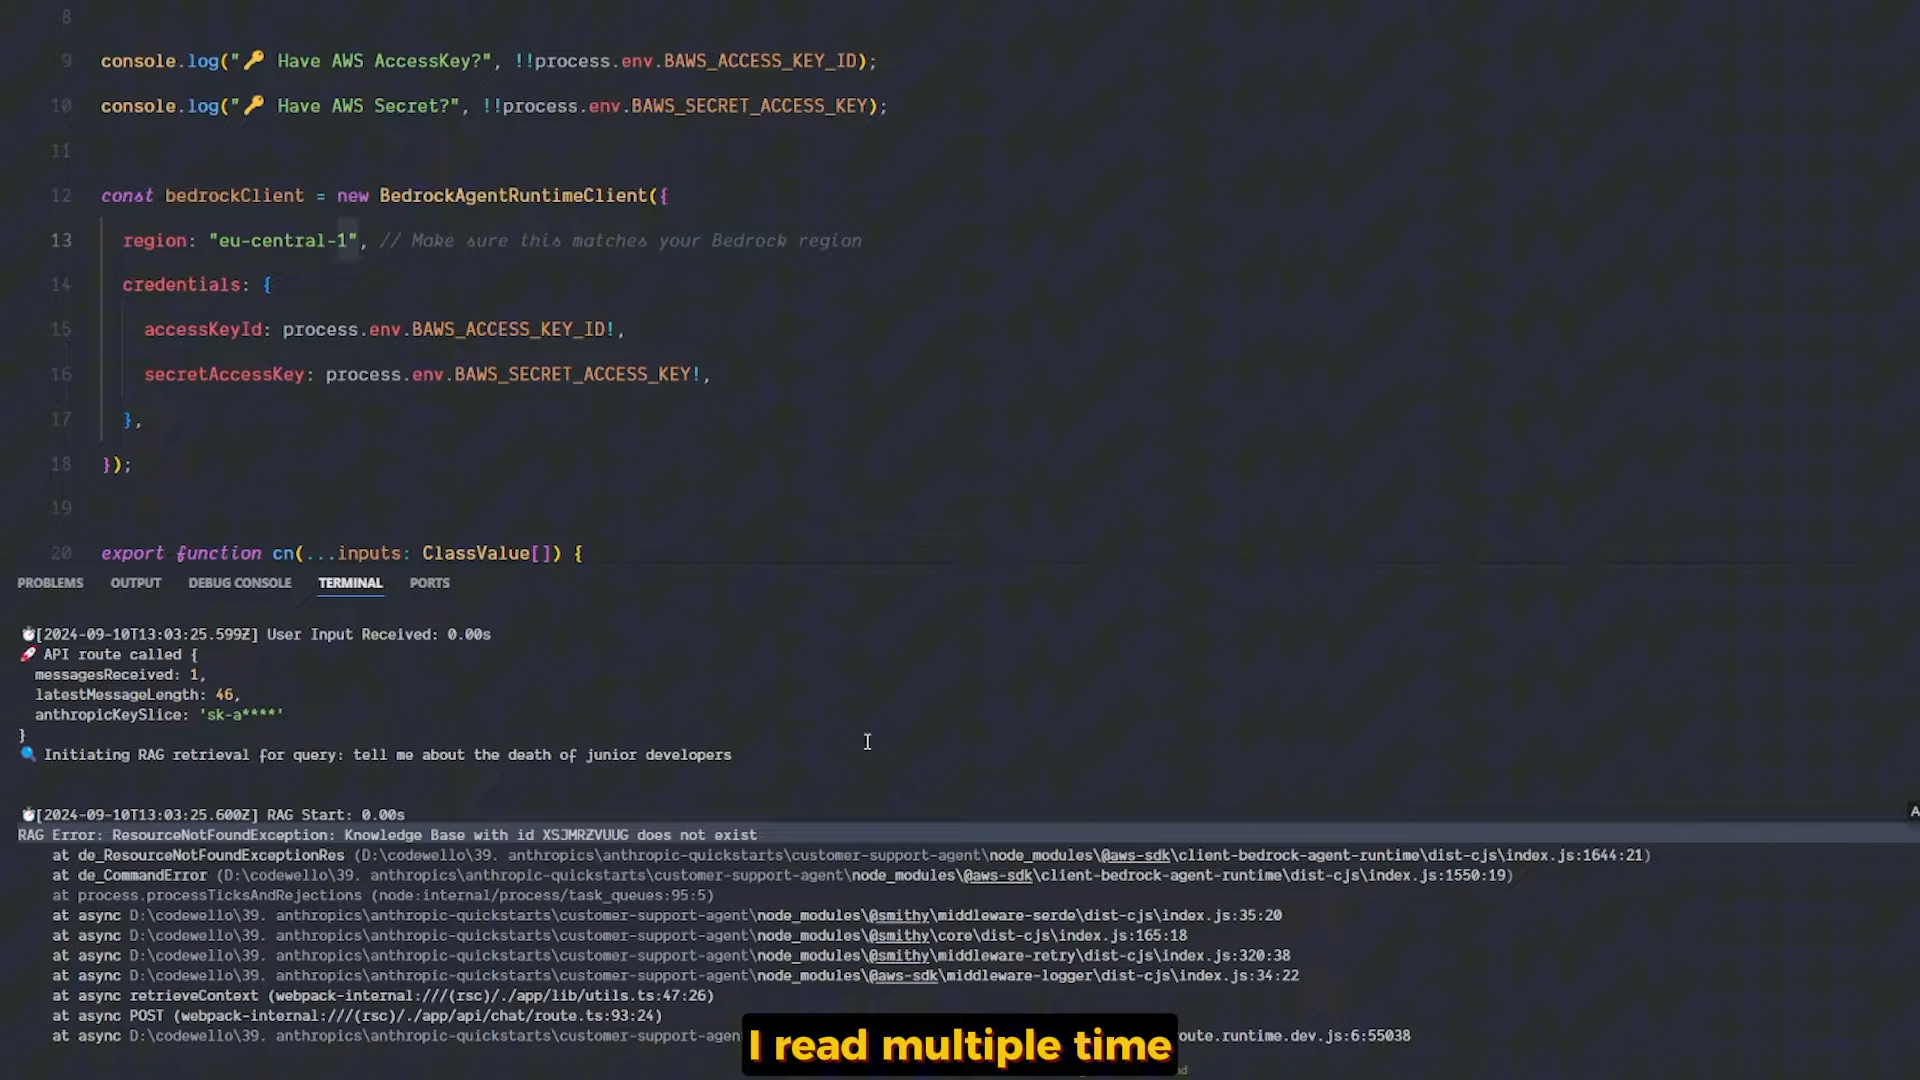 8
9 console.log("🔑 Have AWS AccessKey?", !!process.env.BAWS_ACCESS_KEY_ID);
10 console.log("🔑 Have AWS Secret?", !!process.env.BAWS_SECRET_ACCESS_KEY);
11
12 const bedrockClient = new BedrockAgentRuntimeClient({
13 region: "eu-central-1", // Make sure this matches your Bedrock region
14 credentials: {
15 accessKeyId: process.env.BAWS_ACCESS_KEY_ID!,
16 secretAccessKey: process.env.BAWS_SECRET_ACCESS_KEY!,
17 },
18 });
19
20 export function cn(...inputs: ClassValue[]) {
PROBLEMS OUTPUT DEBUG CONSOLE TERMINAL PORTS
⏱[2024-09-10T13:03:25.599Z] User Input Received: 0.00s
🚀 API route called {
messagesReceived: 1,
latestMessageLength: 46,
anthropicKeySlice: 'sk-a****'
}
🔍 Initiating RAG retrieval for query: tell me about the death of junior developers
⏱[2024-09-10T13:03:25.600Z] RAG Start: 0.00s
RAG Error: ResourceNotFoundException: Knowledge Base with id XSJMRZVUUG does not exist
at de_ResourceNotFoundExceptionRes (D:\codewello\39. anthropics\anthropic-quickstarts\customer-support-agent\node_modules\@aws-sdk\client-bedrock-agent-runtime\dist-cjs\index.js:1644:21)
at de_CommandError (D:\codewello\39. anthropics\anthropic-quickstarts\customer-support-agent\node_modules\@aws-sdk\client-bedrock-agent-runtime\dist-cjs\index.js:1550:19)
at process.processTicksAndRejections (node:internal/process/task_queues:95:5)
at async D:\codewello\39. anthropics\anthropic-quickstarts\customer-support-agent\node_modules\@smithy\middleware-serde\dist-cjs\index.js:35:20
at async D:\codewello\39. anthropics\anthropic-quickstarts\customer-support-agent\node_modules\@smithy\core\dist-cjs\index.js:165:18
at async D:\codewello\39. anthropics\anthropic-quickstarts\customer-support-agent\node_modules\@smithy\middleware-retry\dist-cjs\index.js:320:38
at async D:\codewello\39. anthropics\anthropic-quickstarts\customer-support-agent\node_modules\@aws-sdk\middleware-logger\dist-cjs\index.js:34:22
at async retrieveContext (webpack-internal:///(rsc)/./app/lib/utils.ts:47:26)
at async POST (webpack-internal:///(rsc)/./app/api/chat/route.ts:93:24)
at async D:\codewello\39. anthropics\anthropic-quickstarts\customer-support-agen route.runtime.dev.js:6:55038
I read multiple time